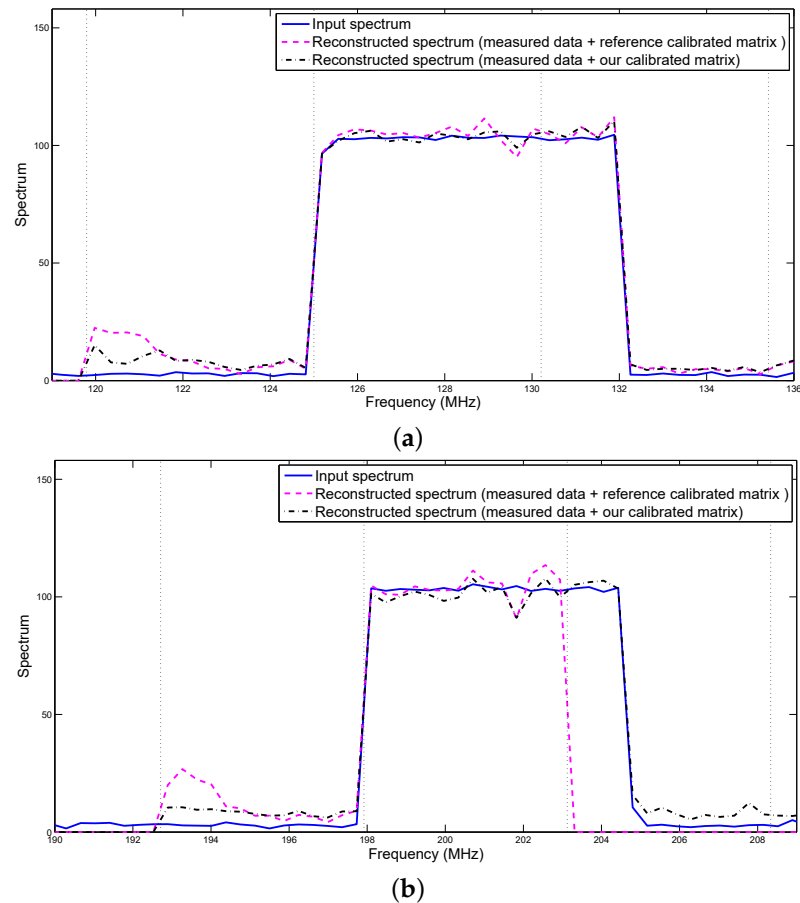 Input spectrum
Reconstructed spectrum (measured data + reference calibrated matrix )
Reconstructed spectrum (measured data + our calibrated matrix)
150
100
50
0
Spectrum
120 122 124 126 128 130 132 134 136
Frequency (MHz)
(a)
Input spectrum
Reconstructed spectrum (measured data + reference calibrated matrix )
Reconstructed spectrum (measured data + our calibrated matrix)
150
100
50
0
Spectrum
190 192 194 196 198 200 202 204 206 208
Frequency (MHz)
(b)